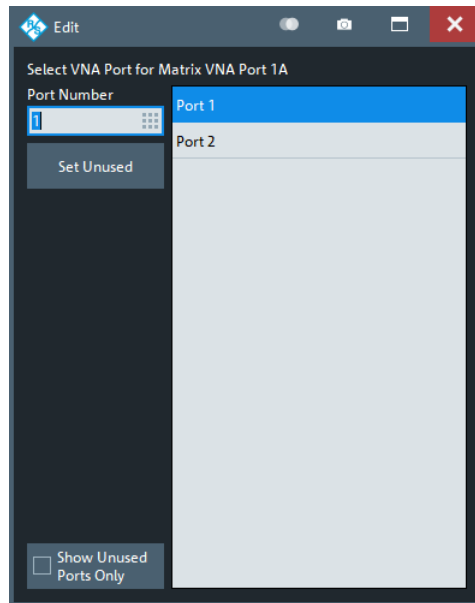 Edit
Select VNA Port for Matrix VNA Port 1A
Port Number
1
Set Unused
Port 1
Port 2
Show Unused
Ports Only